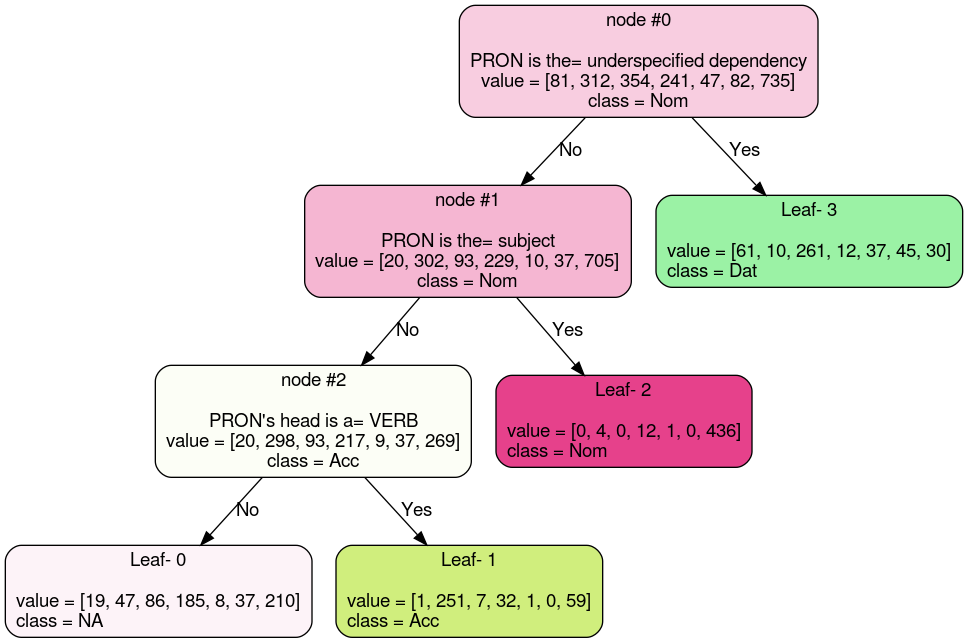 node #0
PRON is the= underspecified dependency
value = [81, 312, 354, 241, 47, 82, 735]
class = Nom
No
Yes
node #1
PRON is the= subject
value = [20, 302, 93, 229, 10, 37, 705]
class = Nom
Leaf- 3
value = [61, 10, 261, 12, 37, 45, 30]
class = Dat
No
Yes
node #2
PRON's head is a= VERB
value = [20, 298, 93, 217, 9, 37, 269]
class = Acc
Leaf- 2
value = [0, 4, 0, 12, 1, 0, 436]
class = Nom
No
Yes
Leaf- 0
value = [19, 47, 86, 185, 8, 37, 210]
class = NA
Leaf- 1
value = [1, 251, 7, 32, 1, 0, 59]
class = Acc